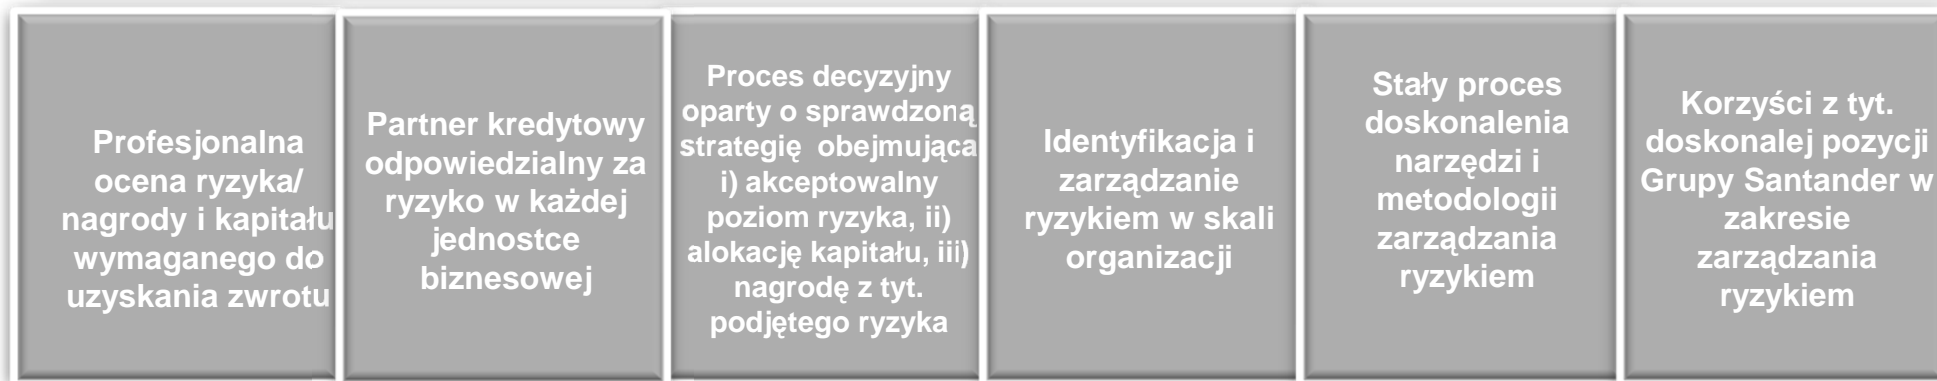 Profesjonalna
ocena ryzyka/
nagrody i kapitału
wymaganego do
uzyskania zwrotu
Partner kredytowy
odpowiedzialny za
ryzyko w każdej
jednostce
biznesowej
Proces decyzyjny
oparty o sprawdzoną
strategię obejmująca
i) akceptowalny
poziom ryzyka, ii)
alokację kapitału, iii)
nagrodę z tyt.
podjętego ryzyka
Identyfikacja i
zarządzanie
ryzykiem w skali
organizacji
Stały proces
doskonalenia
narzędzi i
metodologii
zarządzania
ryzykiem
Korzyści z tyt.
doskonalej pozycji
Grupy Santander w
zakresie
zarządzania
ryzykiem